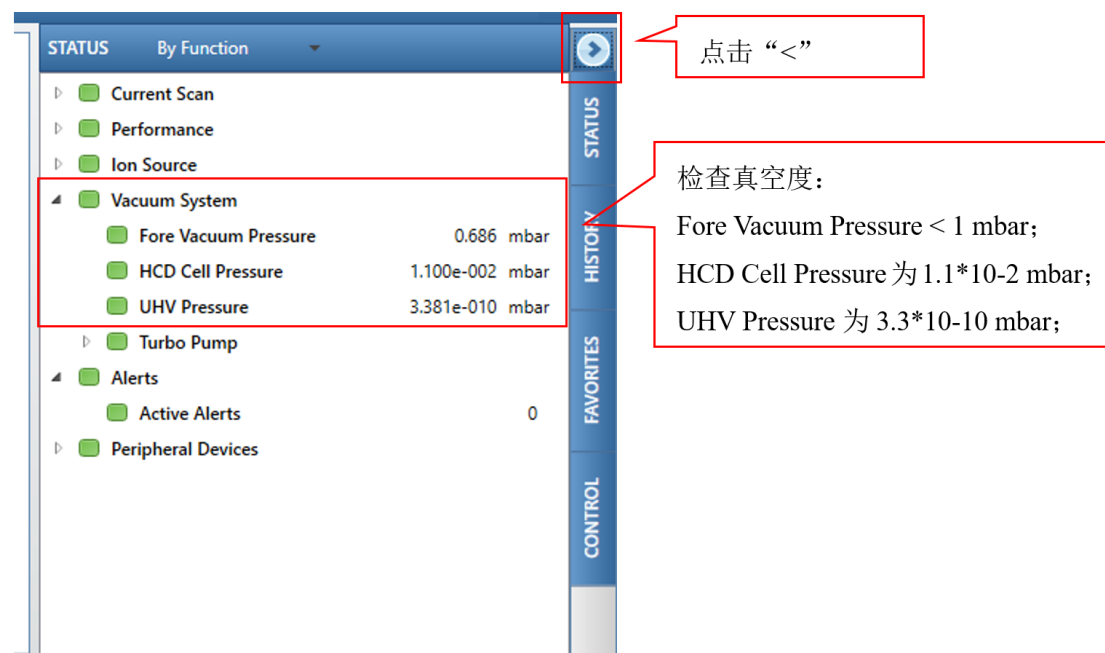 STATUS By Function
点击“<”
Current Scan
Performance
Ion Source
Vacuum System
Fore Vacuum Pressure 0.686 mbar
HCD Cell Pressure 1.100e-002 mbar
UHV Pressure 3.381e-010 mbar
Turbo Pump
Alerts
Active Alerts 0
Peripheral Devices
STATUS
HISTORY
FAVORITES
CONTROL
检查真空度：
Fore Vacuum Pressure < 1 mbar；
HCD Cell Pressure 为 1.1*10-2 mbar；
UHV Pressure 为 3.3*10-10 mbar；